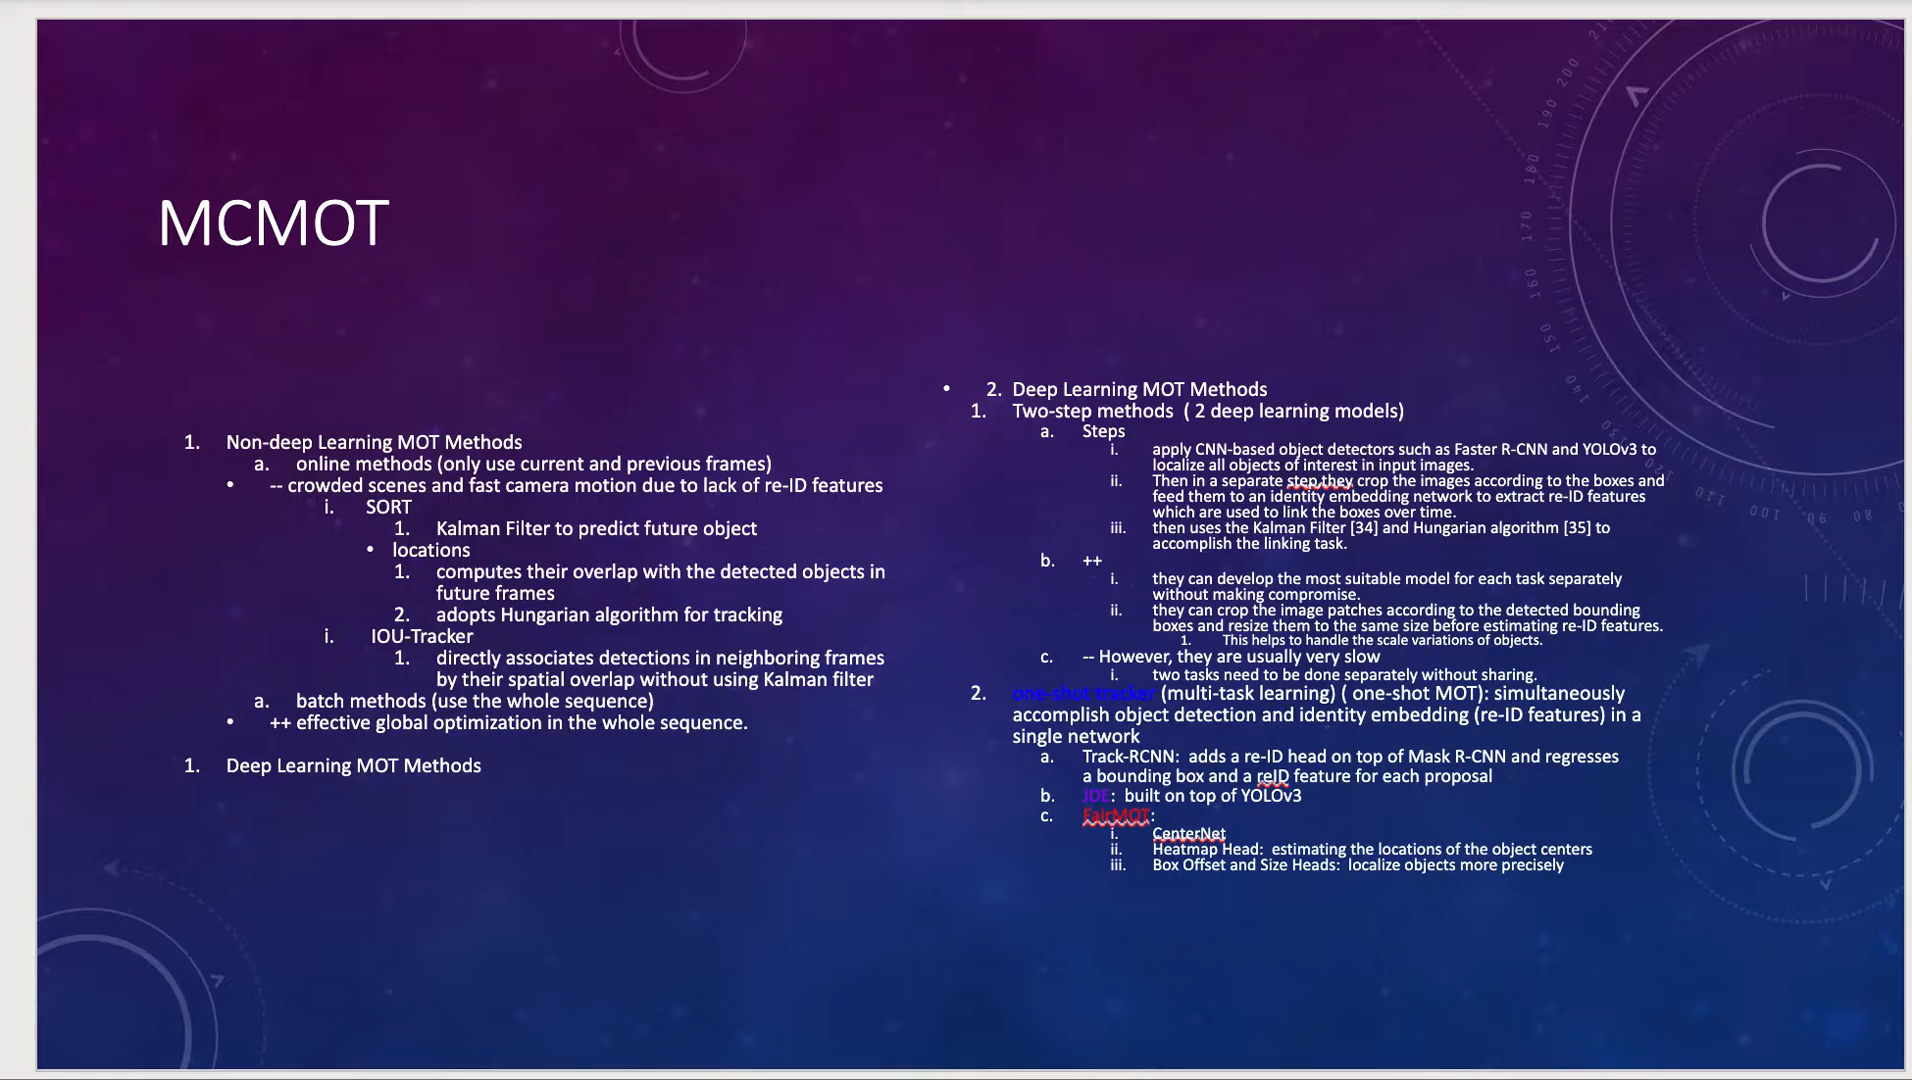 MCMOT
1. Non-deep Learning MOT Methods
a. online methods (only use current and previous frames)
• -- crowded scenes and fast camera motion due to lack of re-ID features
i. SORT
1. Kalman Filter to predict future object
• locations
1. computes their overlap with the detected objects in
future frames
2. adopts Hungarian algorithm for tracking
i. IOU-Tracker
1. directly associates detections in neighboring frames
by their spatial overlap without using Kalman filter
a. batch methods (use the whole sequence)
• ++ effective global optimization in the whole sequence.
1. Deep Learning MOT Methods
• 2. Deep Learning MOT Methods
1. Two-step methods ( 2 deep learning models)
a. Steps
i. apply CNN-based object detectors such as Faster R-CNN and YOLOv3 to
localize all objects of interest in input images.
ii. Then in a separate step,they crop the images according to the boxes and
feed them to an identity embedding network to extract re-ID features
which are used to link the boxes over time.
iii. then uses the Kalman Filter [34] and Hungarian algorithm [35] to
accomplish the linking task.
b. ++
i. they can develop the most suitable model for each task separately
without making compromise.
ii. they can crop the image patches according to the detected bounding
boxes and resize them to the same size before estimating re-ID features.
1. This helps to handle the scale variations of objects.
c. -- However, they are usually very slow
i. two tasks need to be done separately without sharing.
2. one-shot tracker (multi-task learning) ( one-shot MOT): simultaneously
accomplish object detection and identity embedding (re-ID features) in a
single network
a. Track-RCNN: adds a re-ID head on top of Mask R-CNN and regresses
a bounding box and a reID feature for each proposal
b. JDE: built on top of YOLOv3
c. FairMOT:
i. CenterNet
ii. Heatmap Head: estimating the locations of the object centers
iii. Box Offset and Size Heads: localize objects more precisely
200
190
180
170
160
150
140
130
120
110
100
90
80